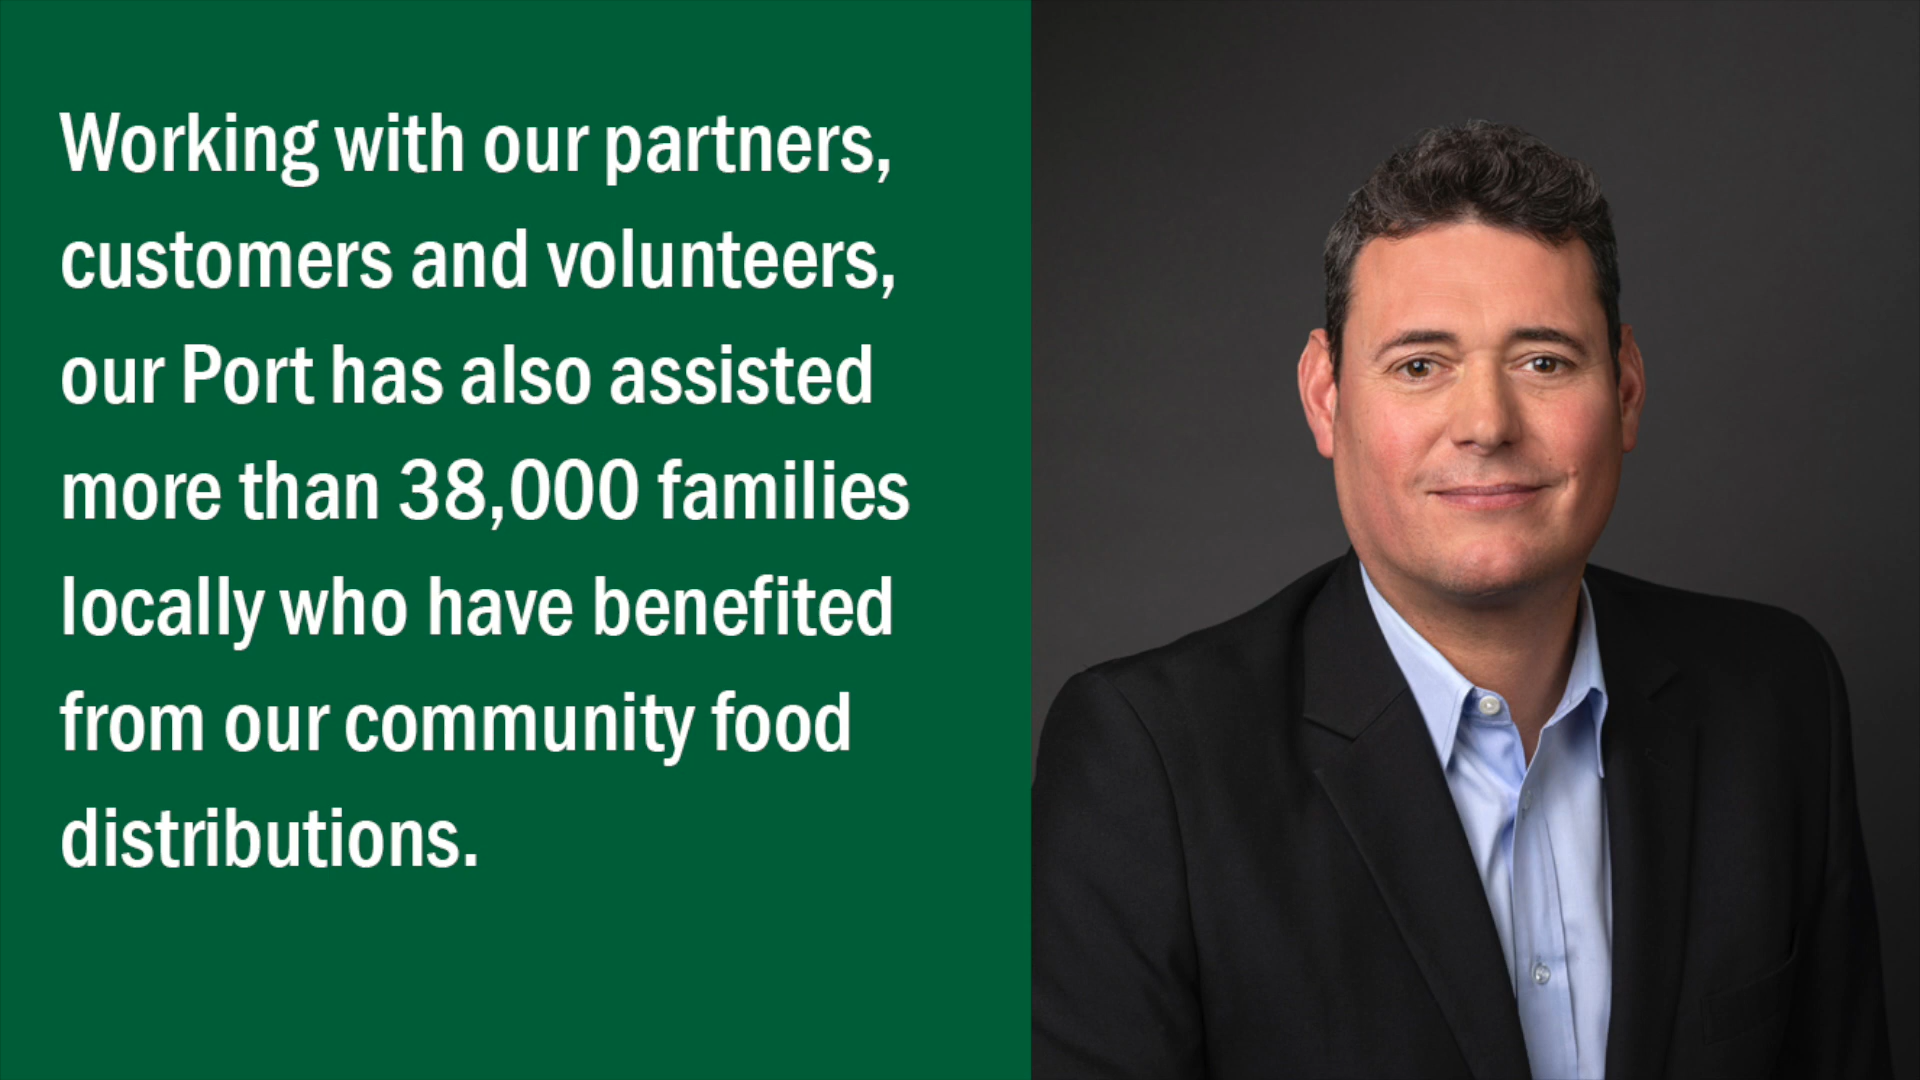 Working with our partners,
customers and volunteers,
our Port has also assisted
more than 38,000 families
locally who have benefited
from our community food
distributions.